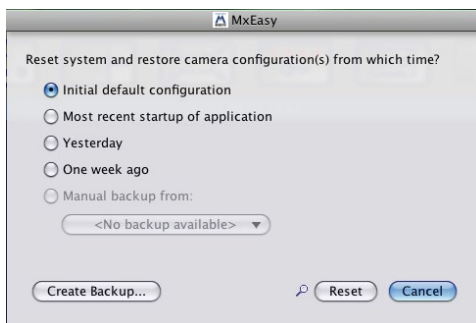 MxEasy
Reset system and restore camera configuration(s) from which time?
Initial default configuration
Most recent startup of application
Yesterday
One week ago
Manual backup from:
<No backup available>
Create Backup...
Reset
Cancel